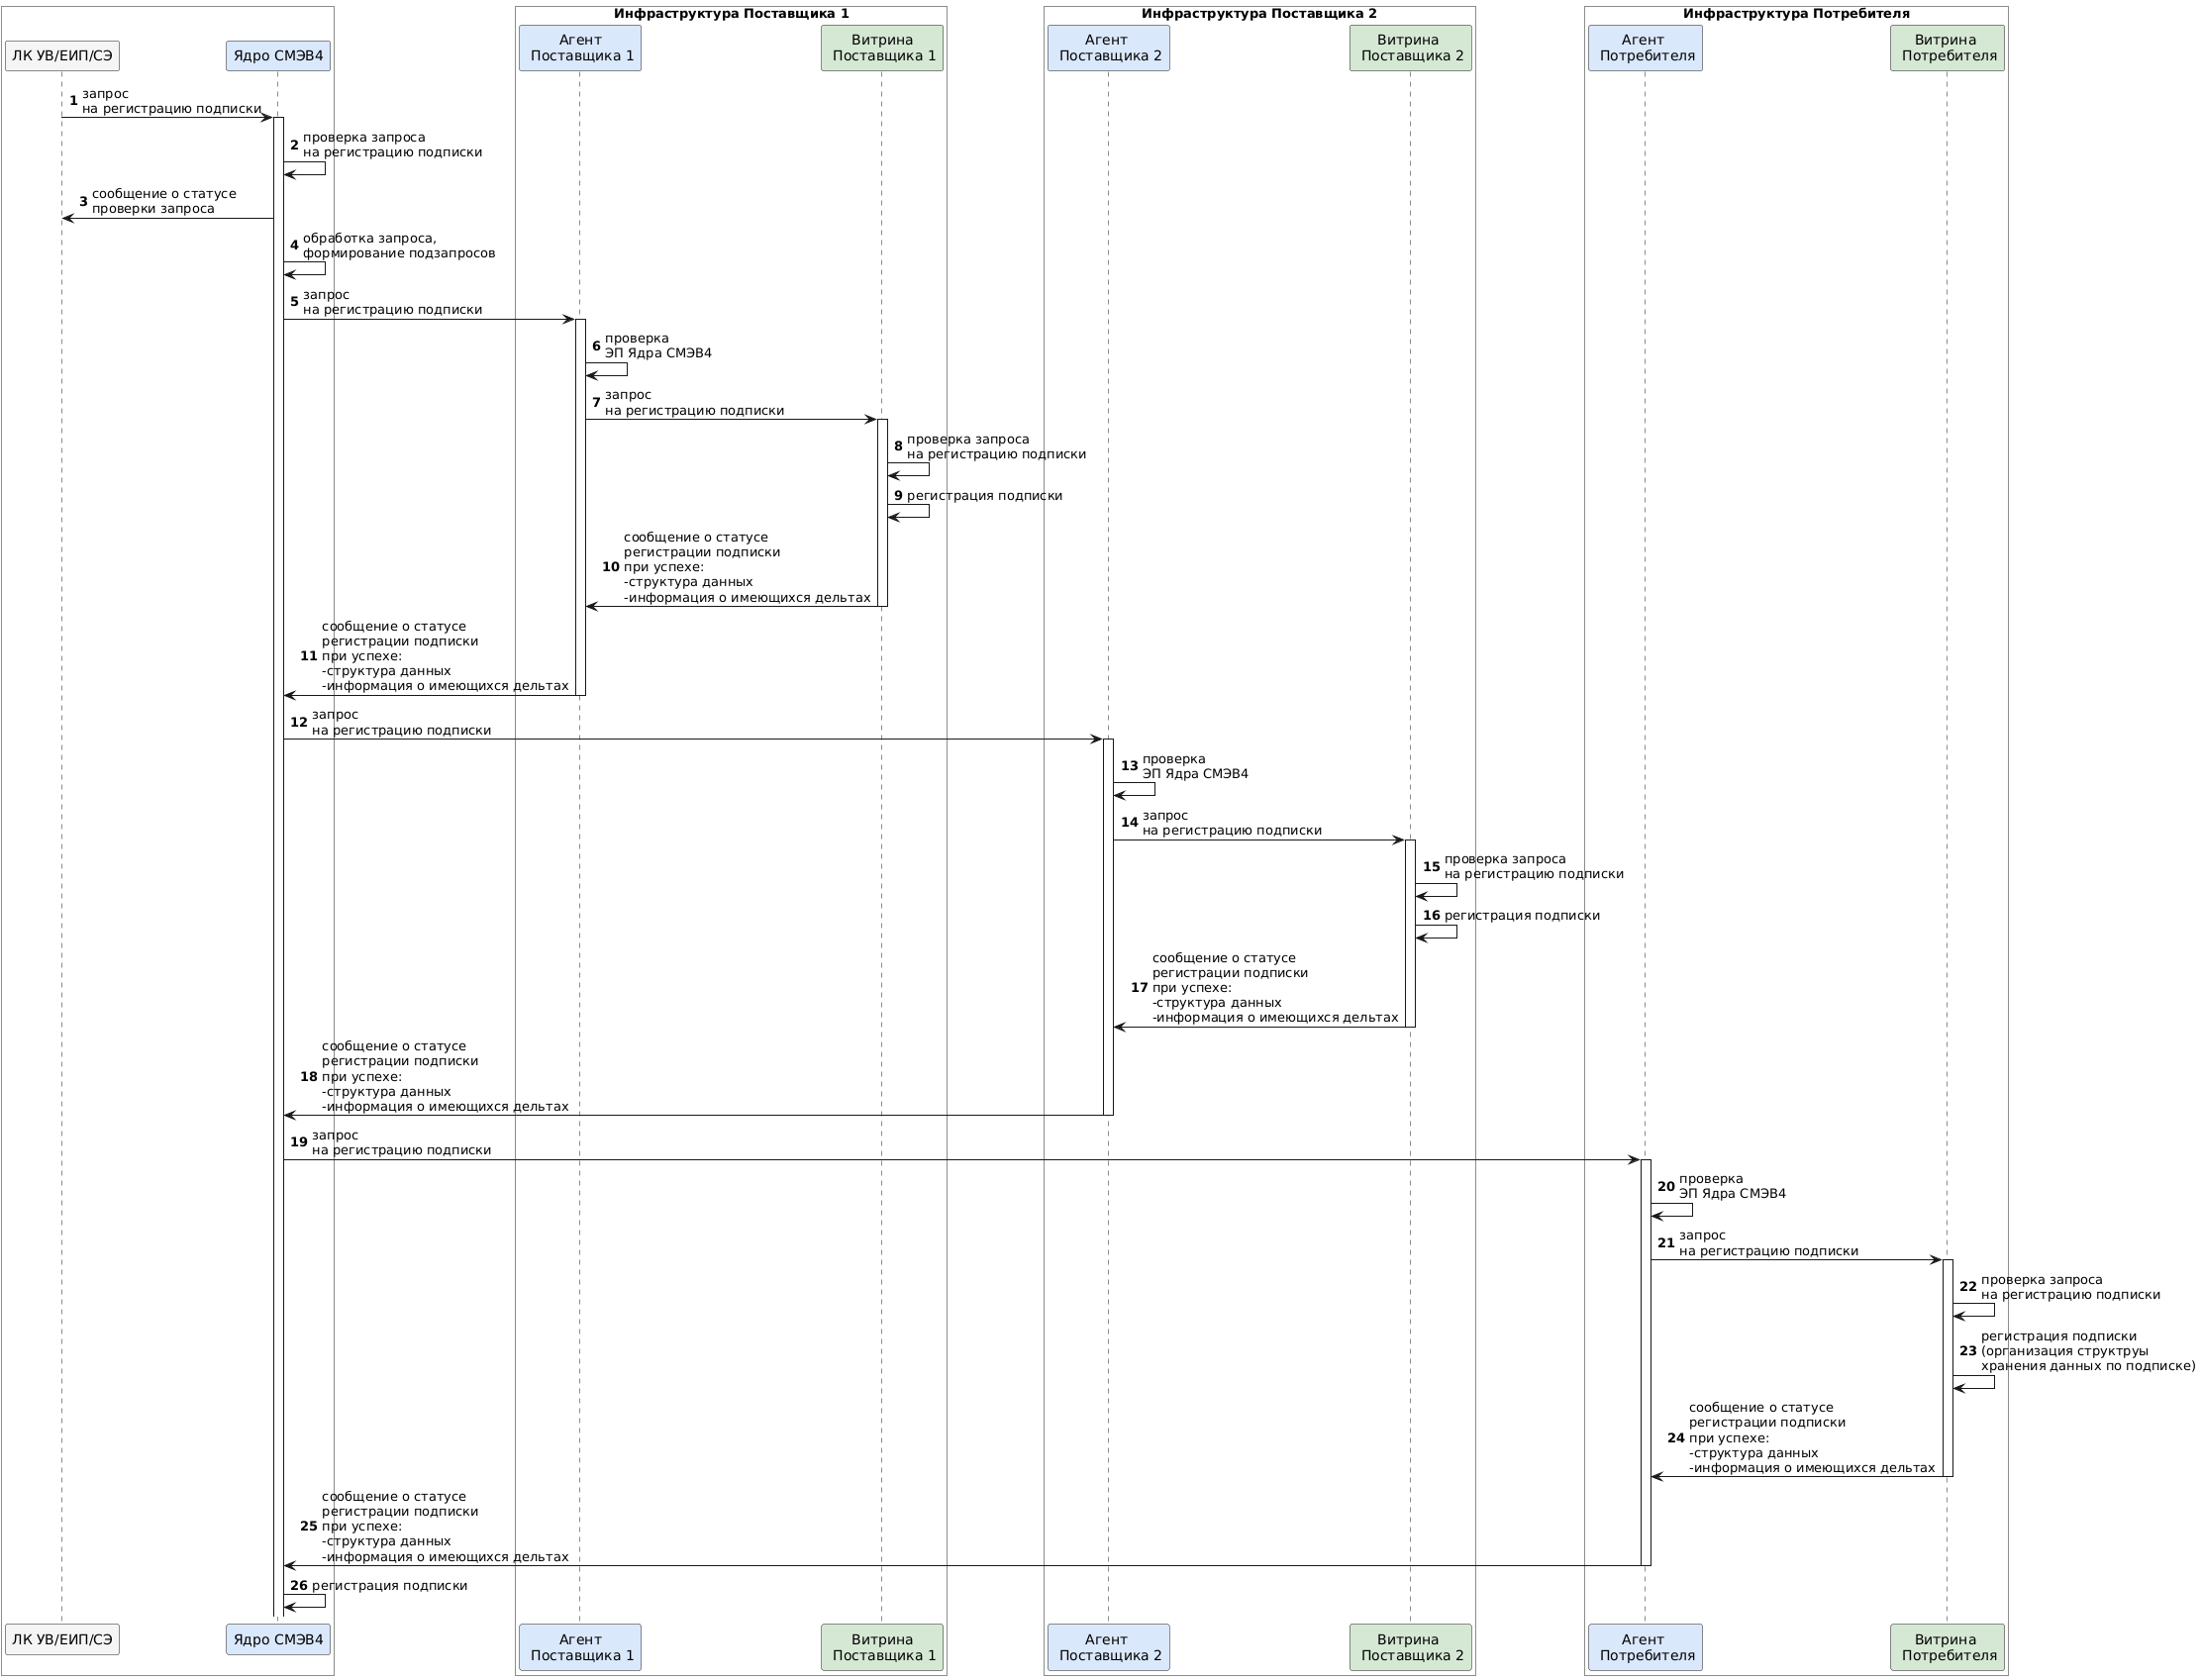 Инфраструктура Поставщика 1
Инфраструктура Поставщика 2
Инфраструктура Потребителя
ЛК УВ/ЕИП/СЭ
Ядро СМЭВ4
Агент
Поставщика 1
Витрина
Поставщика 1
Агент
Поставщика 2
Витрина
Поставщика 2
Агент
Потребителя
Витрина
Потребителя
1 запрос
на регистрацию подписки
2 проверка запроса
на регистрацию подписки
3 сообщение о статусе
проверки запроса
4 обработка запроса,
формирование подзапросов
5 запрос
на регистрацию подписки
6 проверка
ЭП Ядра СМЭВ4
7 запрос
на регистрацию подписки
8 проверка запроса
на регистрацию подписки
9 регистрация подписки
сообщение о статусе
регистрации подписки
10 при успехе:
-структура данных
-информация о имеющихся дельтах
сообщение о статусе
регистрации подписки
11 при успехе:
-структура данных
-информация о имеющихся дельтах
12 запрос
на регистрацию подписки
13 проверка
ЭП Ядра СМЭВ4
14 запрос
на регистрацию подписки
15 проверка запроса
на регистрацию подписки
16 регистрация подписки
сообщение о статусе
регистрации подписки
17 при успехе:
-структура данных
-информация о имеющихся дельтах
сообщение о статусе
регистрации подписки
18 при успехе:
-структура данных
-информация о имеющихся дельтах
19 запрос
на регистрацию подписки
20 проверка
ЭП Ядра СМЭВ4
21 запрос
на регистрацию подписки
22 проверка запроса
на регистрацию подписки
регистрация подписки
23 (организация структруы
хранения данных по подписке)
сообщение о статусе
регистрации подписки
24 при успехе:
-структура данных
-информация о имеющихся дельтах
сообщение о статусе
регистрации подписки
25 при успехе:
-структура данных
-информация о имеющихся дельтах
26 регистрация подписки
ЛК УВ/ЕИП/СЭ
Ядро СМЭВ4
Агент
Поставщика 1
Витрина
Поставщика 1
Агент
Поставщика 2
Витрина
Поставщика 2
Агент
Потребителя
Витрина
Потребителя